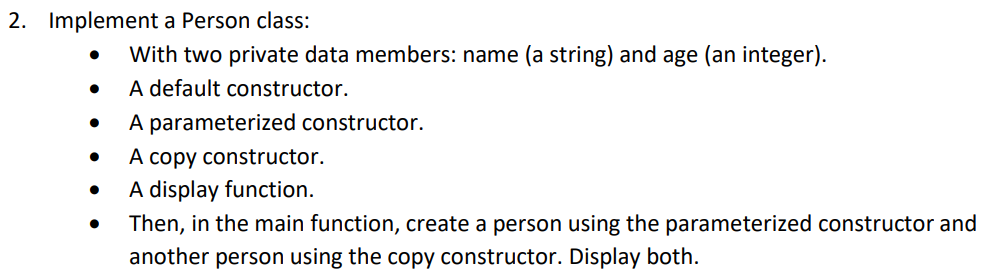 2. Implement a Person class:
• With two private data members: name (a string) and age (an integer).
• A default constructor.
• A parameterized constructor.
• A copy constructor.
• A display function.
• Then, in the main function, create a person using the parameterized constructor and
another person using the copy constructor. Display both.